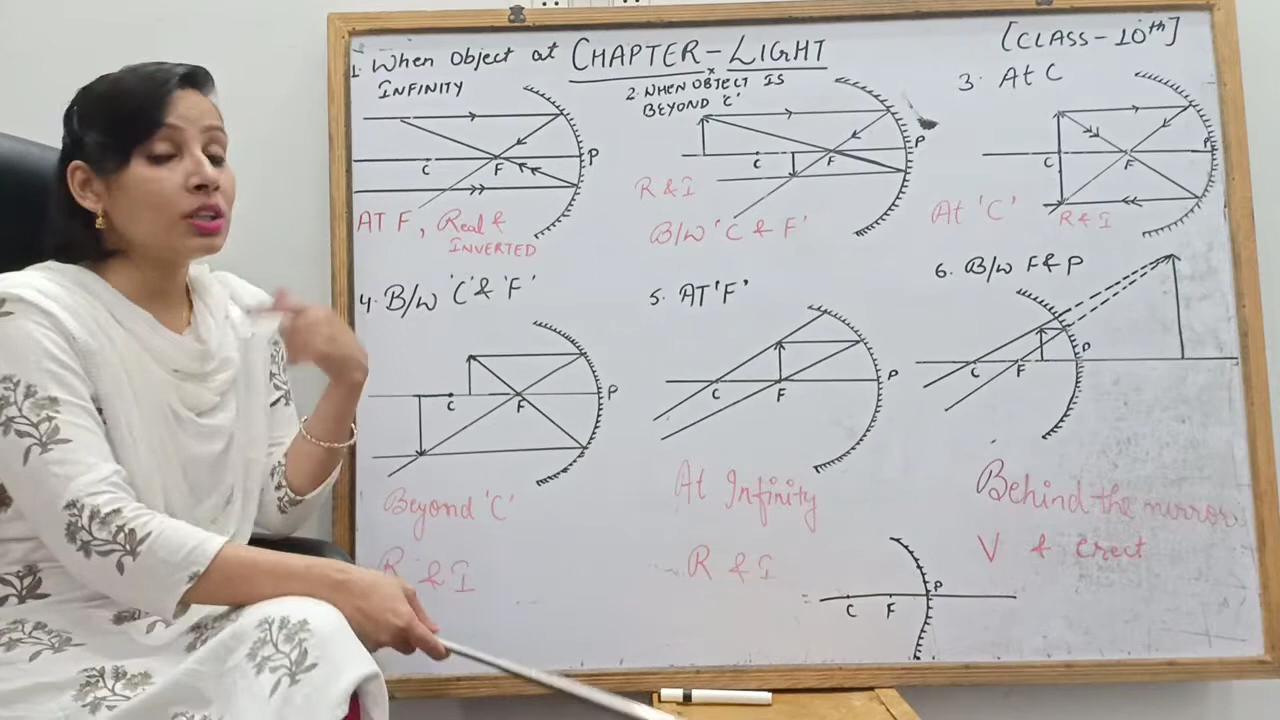 CHAPTER-LIGHT
[CLASS-10th]
1. When Object at
INFINITY
C
F
P
AT F, Real &
INVERTED
2. WHEN OBJECT IS
BEYOND 'C'
C
F
P
R & I
B/w 'C & F'
3. At C
C
F
P
At 'C'
R & I
4. B/w 'C' & 'F'
C
F
P
Beyond 'C'
R & I
5. AT 'F'
C
F
P
At Infinity
R & I
6. B/w F & P
C
F
P
Behind the mirror
V & erect
C
F
P